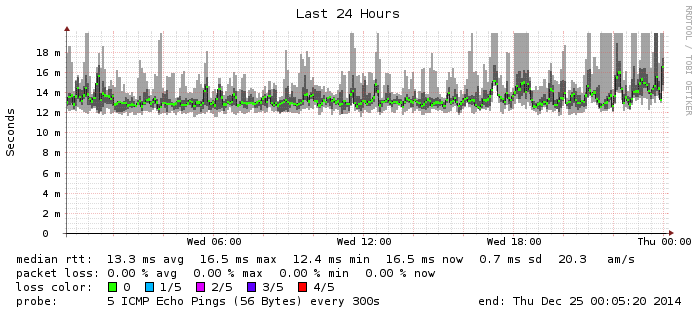 Last 24 Hours
RRDTOOL / TOBI OETIKER
Seconds
18 m
16 m
14 m
12 m
10 m
8 m
6 m
4 m
2 m
0
Wed 06:00 Wed 12:00 Wed 18:00 Thu 00:00
median rtt: 13.3 ms avg 16.5 ms max 12.4 ms min 16.5 ms now 0.7 ms sd 20.3 am/s
packet loss: 0.00 % avg 0.00 % max 0.00 % min 0.00 % now
loss color: 0 1/5 2/5 3/5 4/5
probe: 5 ICMP Echo Pings (56 Bytes) every 300s end: Thu Dec 25 00:05:20 2014